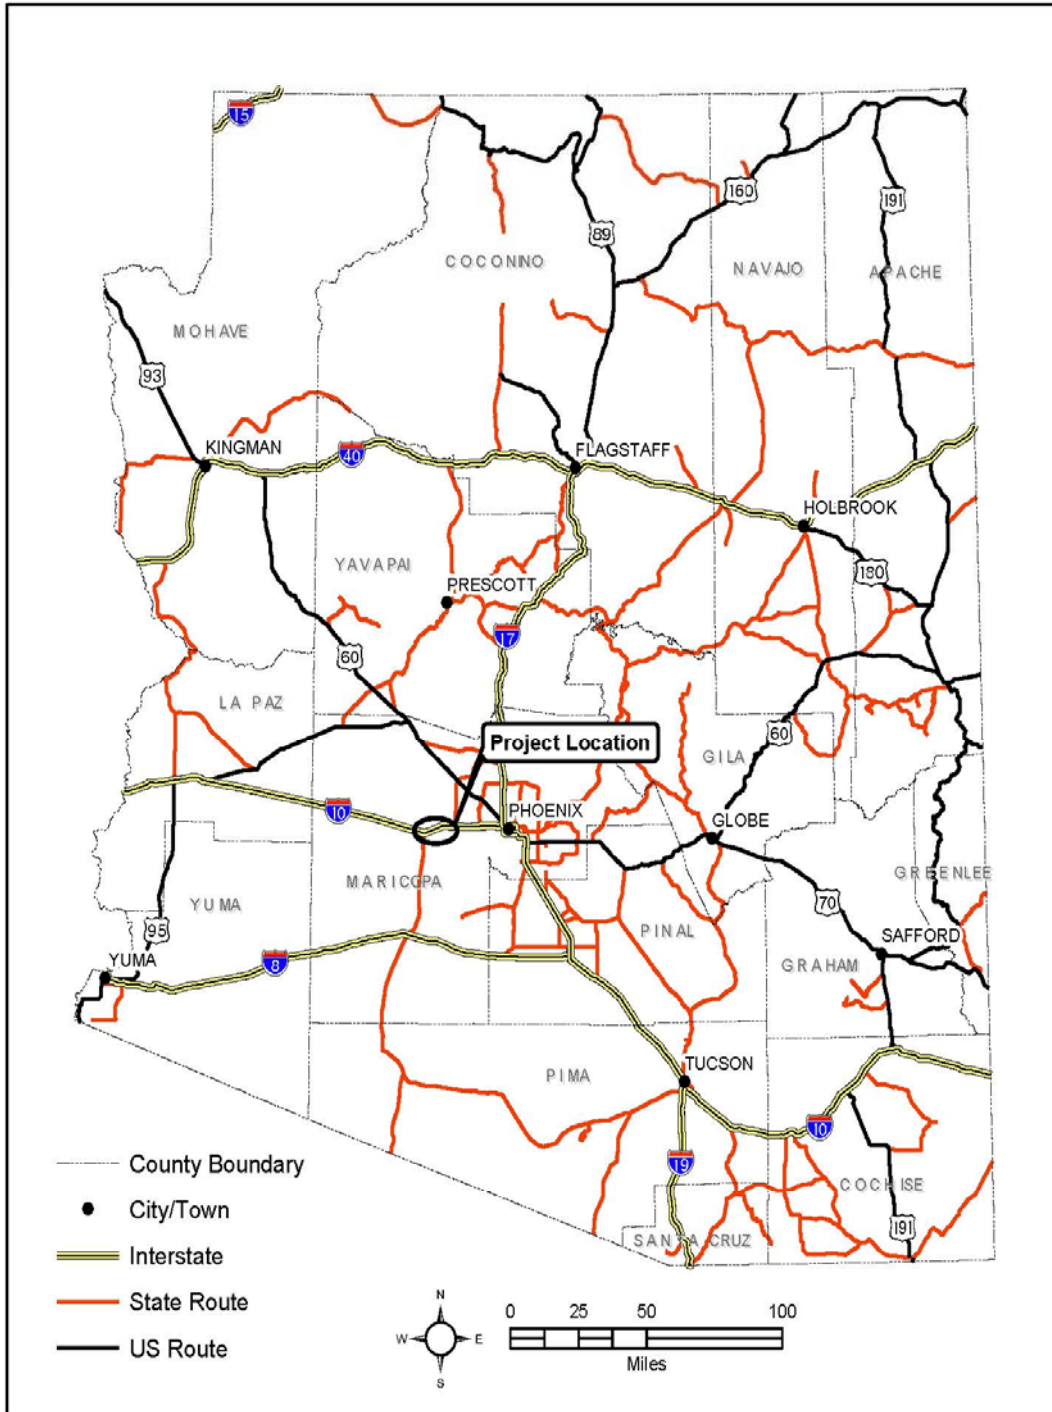 15
160
191
89
COCONINO
NAVAJO
APACHE
MOHAVE
93
KINGMAN
40
FLAGSTAFF
HOLBROOK
YAVAPAI
180
PRESCOTT
17
60
LA PAZ
60
Project Location
GILA
10
PHOENIX
GLOBE
MARICOPA
GREENLEE
YUMA
70
95
PINAL
SAFFORD
YUMA
8
GRAHAM
TUCSON
PIMA
10
19
COCHISE
191
SANTA CRUZ
County Boundary
City/Town
Interstate
State Route
US Route
N
W E
S
0 25 50 100
Miles